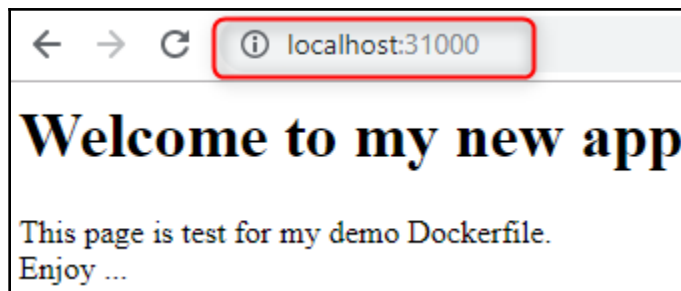 localhost:31000
Welcome to my new app
This page is test for my demo Dockerfile.
Enjoy ...